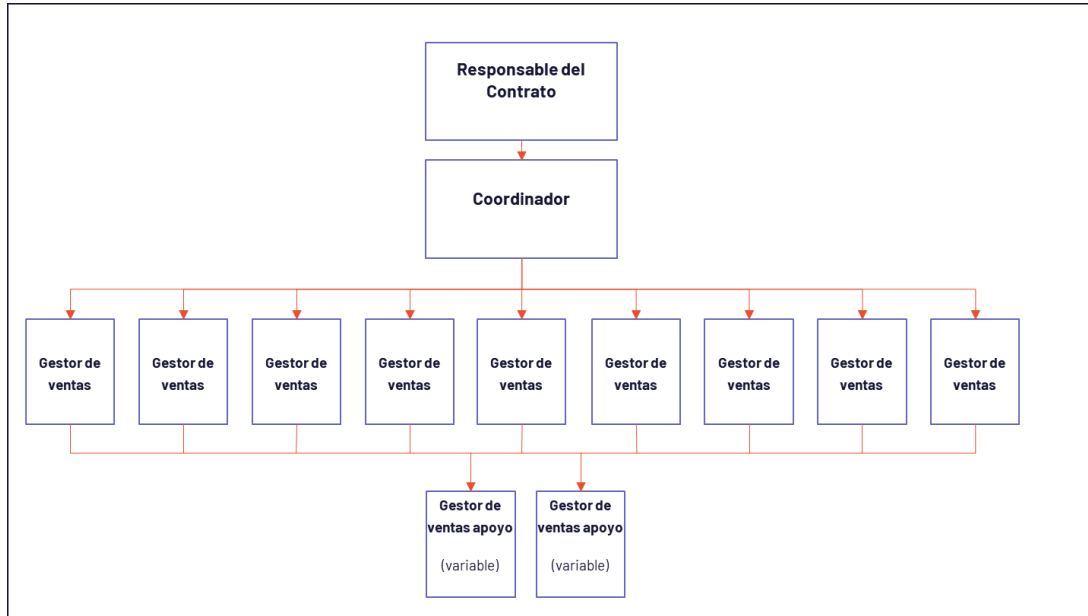 Responsable del
Contrato
Coordinador
Gestor de
ventas
Gestor de
ventas
Gestor de
ventas
Gestor de
ventas
Gestor de
ventas
Gestor de
ventas
Gestor de
ventas
Gestor de
ventas
Gestor de
ventas
Gestor de
ventas apoyo
(variable)
Gestor de
ventas apoyo
(variable)